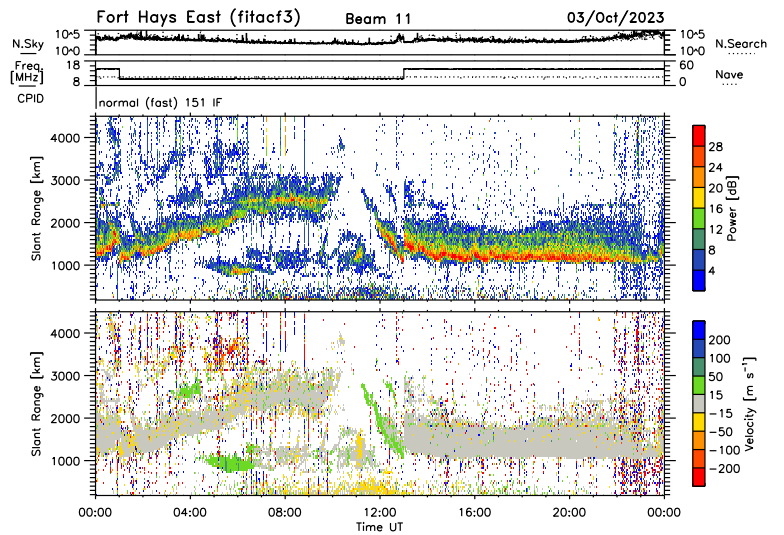 Fort Hays East (fitacf3) Beam 11 03/Oct/2023
N.Sky 10^5 10^0 10^5 10^0 N.Search
Freq. [MHz] 18 8 60 0 Nave
CPID normal (fast) 151 IF
4000
3000
2000
1000
Slant Range [km]
28
24
20
16
12
8
4
Power [dB]
4000
3000
2000
1000
Slant Range [km]
200
100
50
15
-15
-50
-100
-200
Velocity [m s⁻¹]
00:00 04:00 08:00 12:00 16:00 20:00 00:00
Time UT